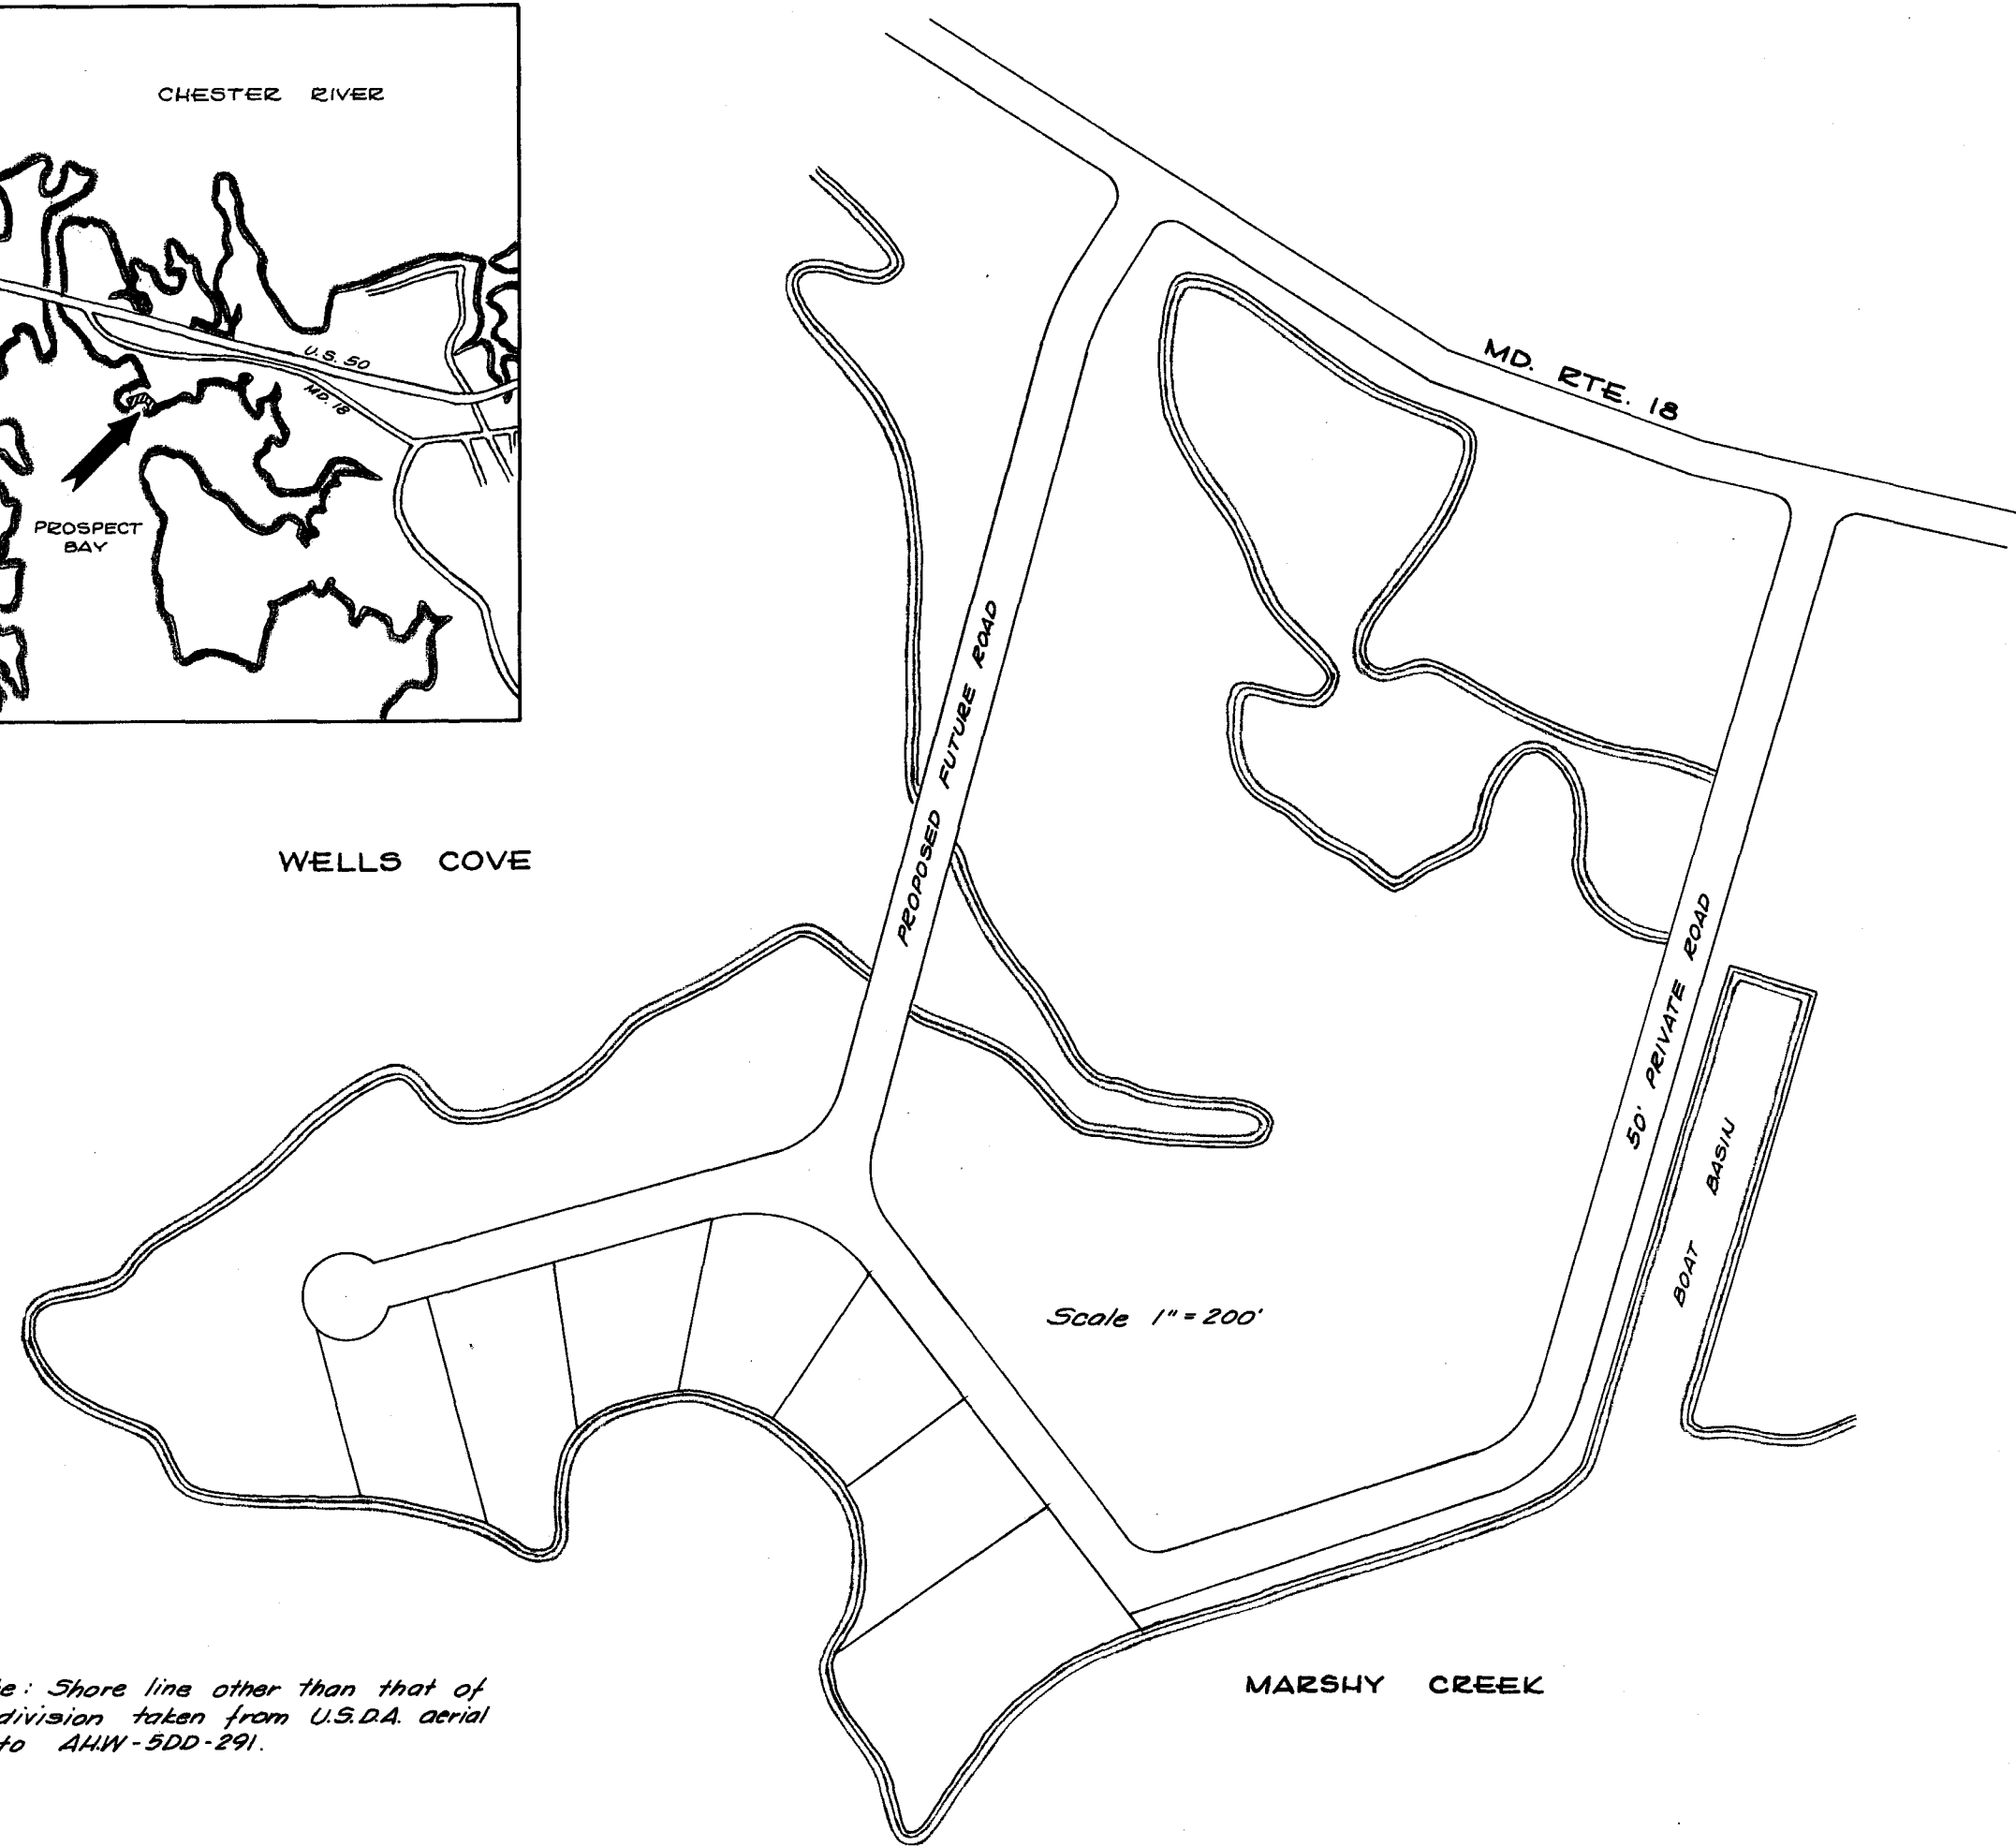 CHESTER RIVER
U.S. 50
MD. 18
PROSPECT
BAY
MD. RTE. 18
PROPOSED FUTURE ROAD
WELLS COVE
50' PRIVATE ROAD
BOAT BASIN
Scale 1" = 200'
MARSHY CREEK
e: Shore line other than that of
division taken from U.S.D.A. aerial
to AHW-5DD-291.